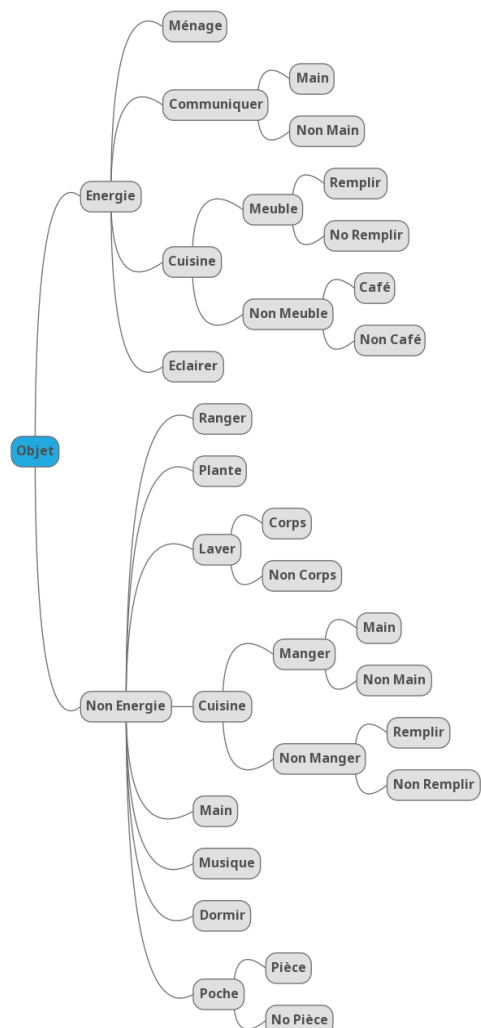 Ménage
Main
Communiquer
Non Main
Remplir
Energie
Meuble
No Remplir
Cuisine
Café
Non Meuble
Non Café
Eclairer
Ranger
Objet
Plante
Corps
Laver
Non Corps
Main
Manger
Non Main
Non Energie
Cuisine
Remplir
Non Manger
Non Remplir
Main
Musique
Dormir
Pièce
Poche
No Pièce